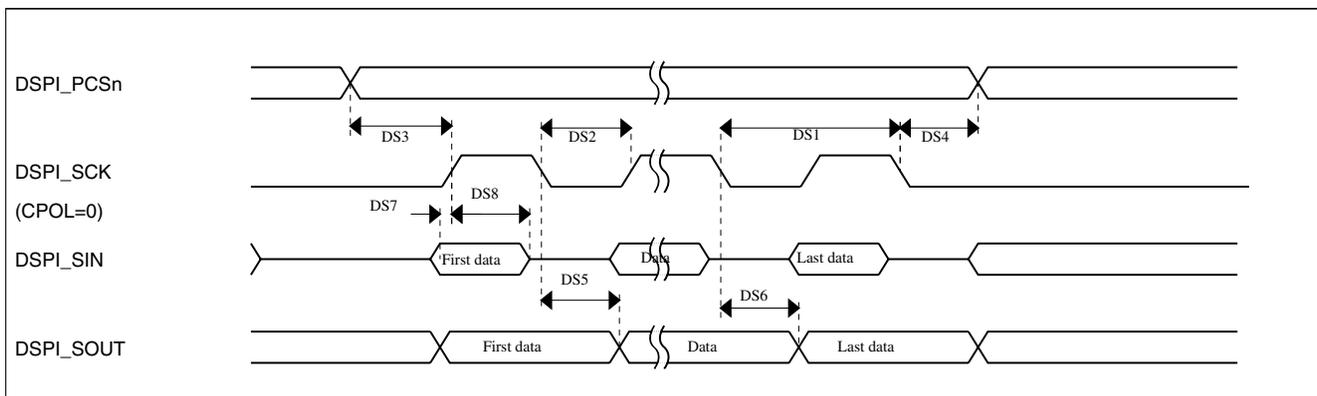 DSPI_PCSn
DS3
DS2
DS1
DS4
DSPI_SCK
(CPOL=0)
DS7
DS8
DSPI_SIN
First data
Data
Last data
DS5
DS6
DSPI_SOUT
First data
Data
Last data